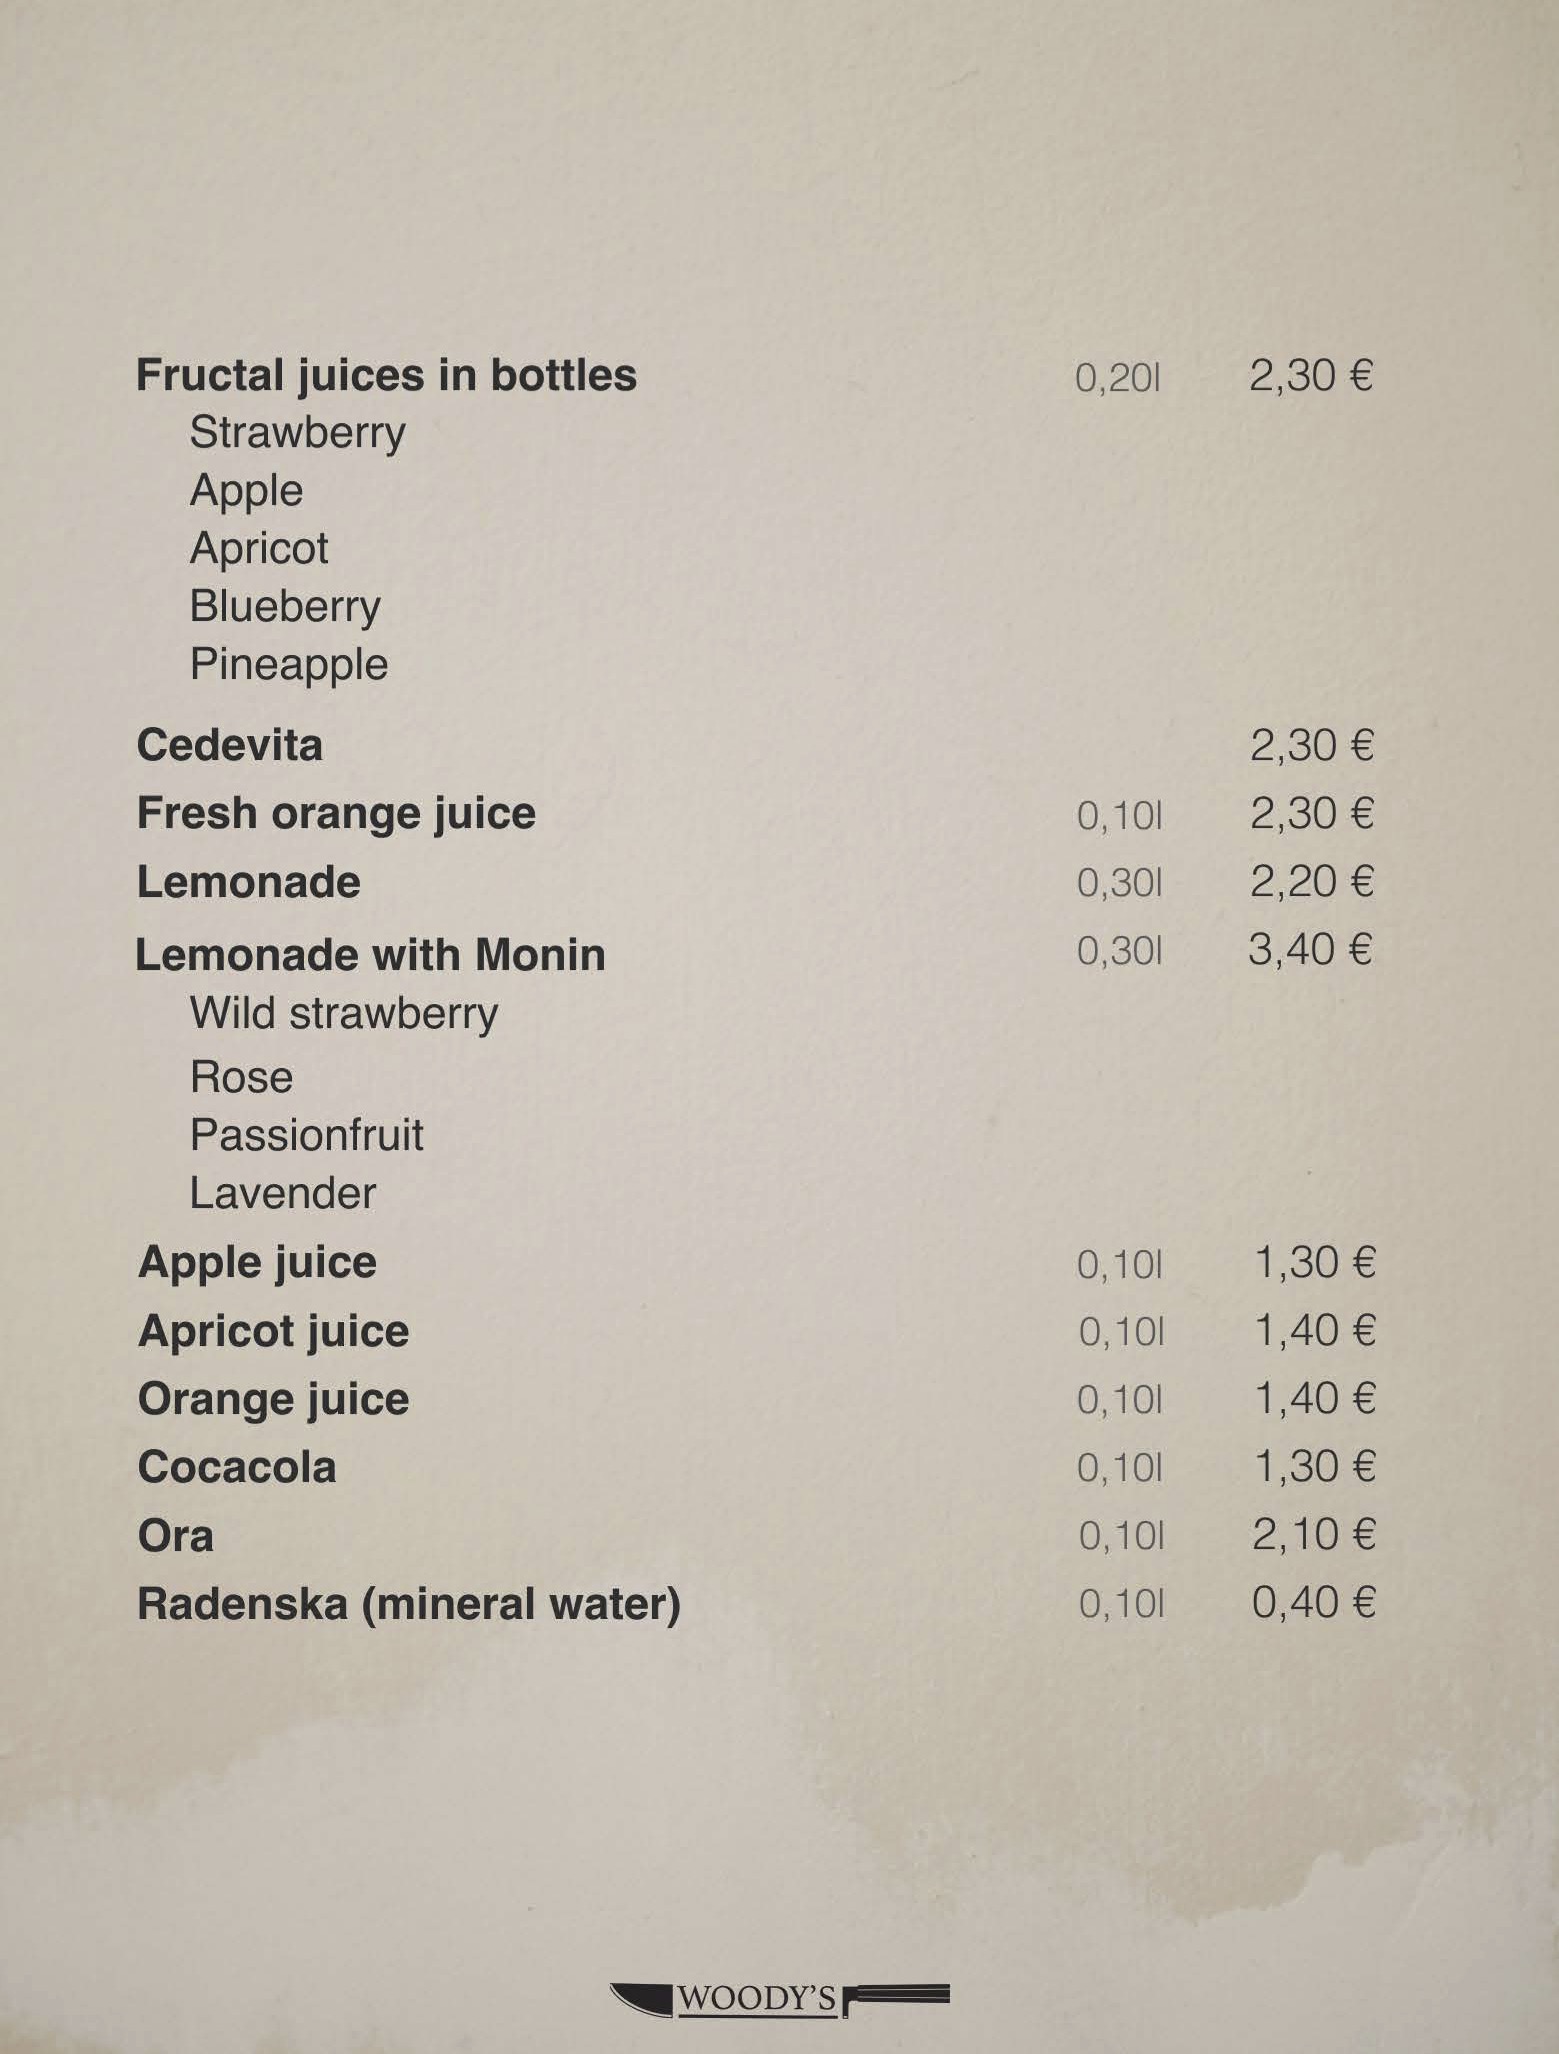 Fructal juices in bottles 0,20l 2,30 €
Strawberry
Apple
Apricot
Blueberry
Pineapple
Cedevita 2,30 €
Fresh orange juice 0,10l 2,30 €
Lemonade 0,30l 2,20 €
Lemonade with Monin 0,30l 3,40 €
Wild strawberry
Rose
Passionfruit
Lavender
Apple juice 0,10l 1,30 €
Apricot juice 0,10l 1,40 €
Orange juice 0,10l 1,40 €
Cocacola 0,10l 1,30 €
Ora 0,10l 2,10 €
Radenska (mineral water) 0,10l 0,40 €
WOODY'S